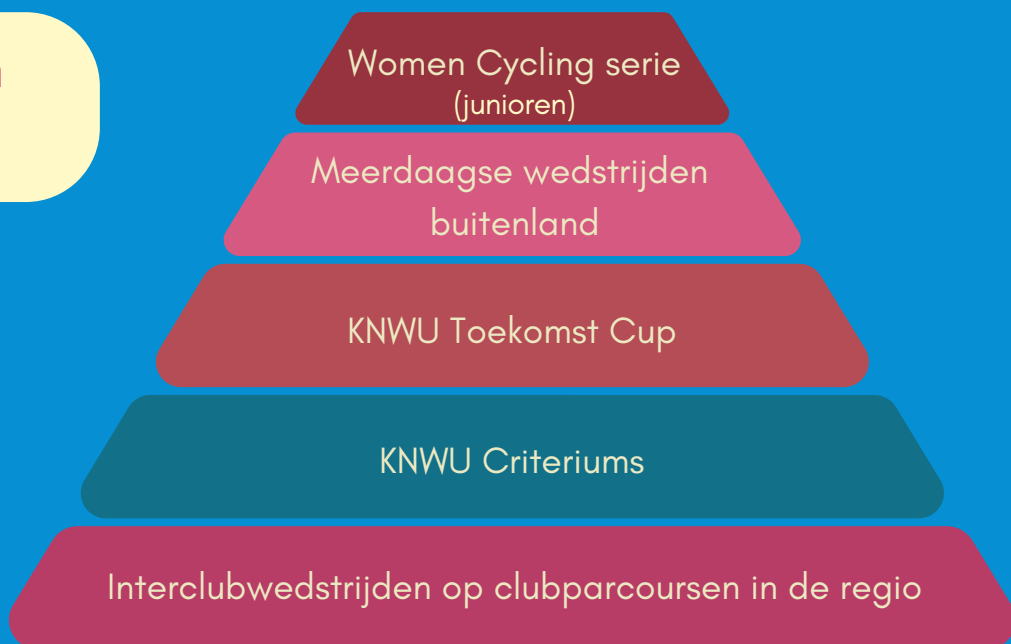 Women Cycling serie
(junioren)
Meerdaagse wedstrijden
buitenland
KNWU Toekomst Cup
KNWU Criteriums
Interclubwedstrijden op clubparcoursen in de regio